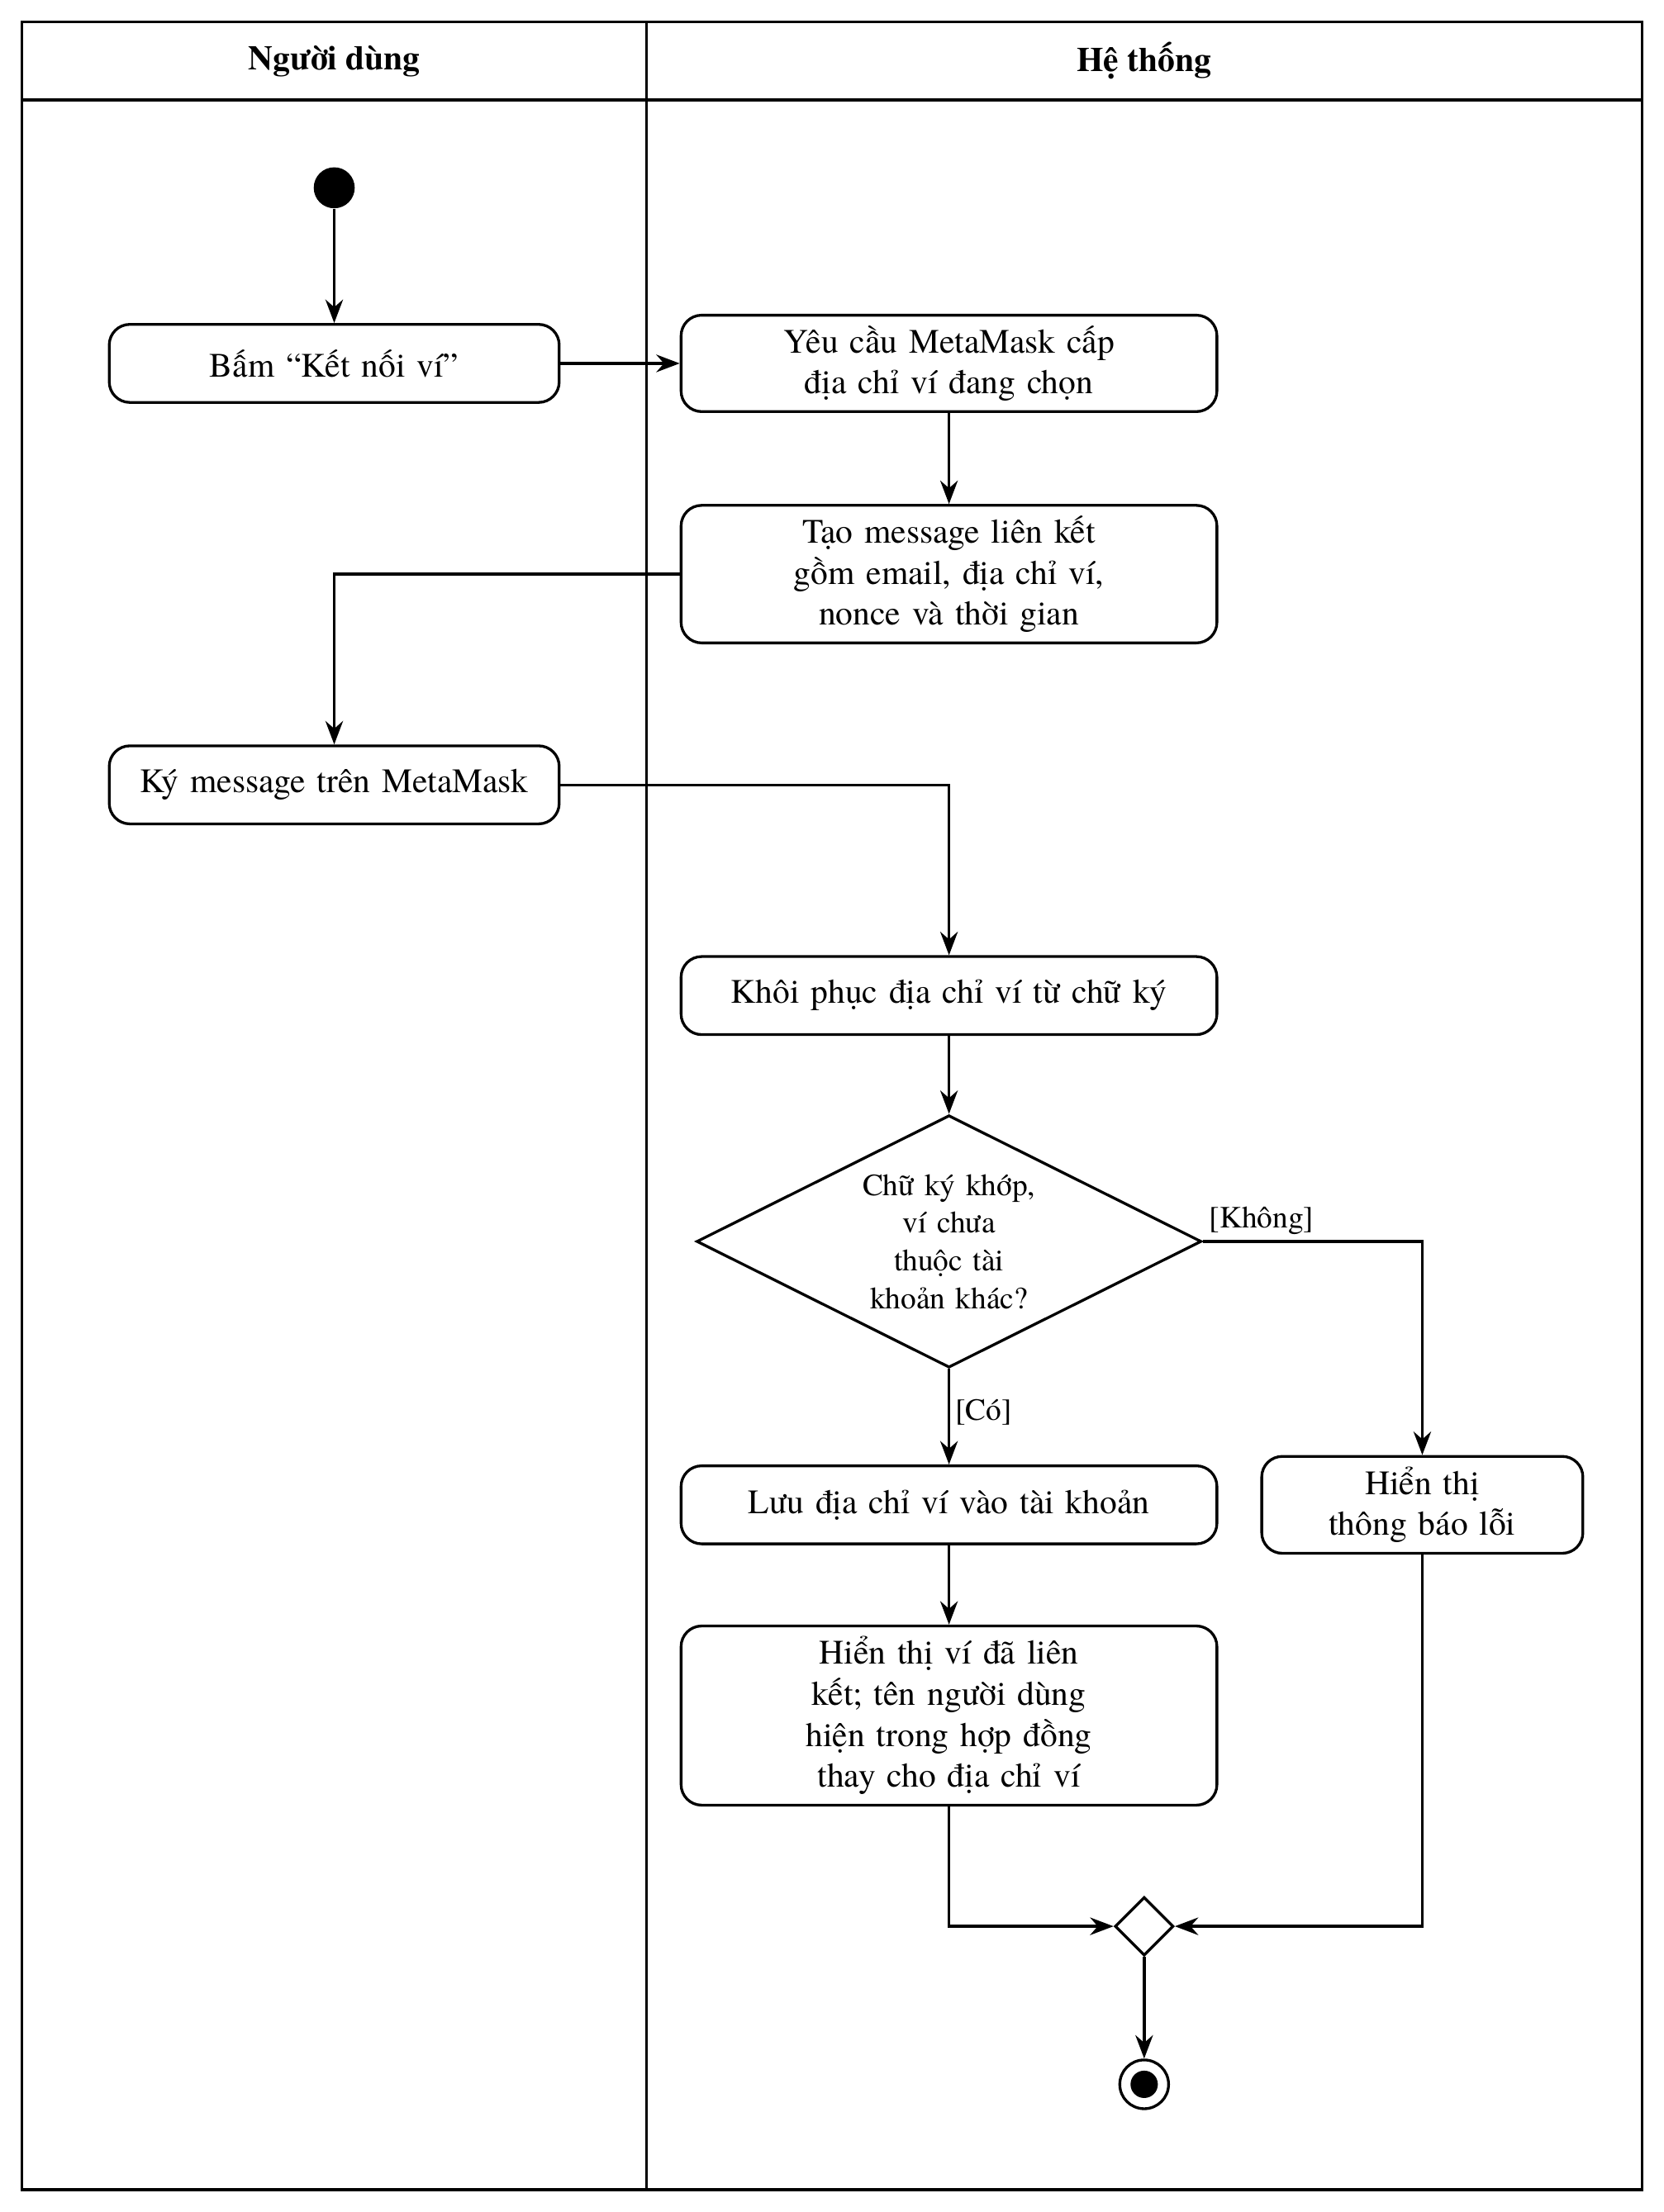 Người dùng
Hệ thống
Bấm “Kết nối ví”
Yêu cầu MetaMask cấp
địa chỉ ví đang chọn
Tạo message liên kết
gồm email, địa chỉ ví,
nonce và thời gian
Ký message trên MetaMask
Khôi phục địa chỉ ví từ chữ ký
Chữ ký khớp,
ví chưa
thuộc tài
khoản khác?
[Không]
[Có]
Lưu địa chỉ ví vào tài khoản
Hiển thị
thông báo lỗi
Hiển thị ví đã liên
kết; tên người dùng
hiện trong hợp đồng
thay cho địa chỉ ví